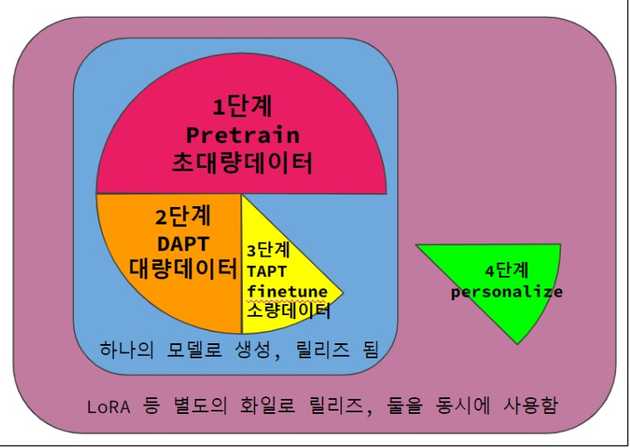 1단계
Pretrain
초대량데이터
2단계
DAPT
대량데이터
3단계
TAPT
finetune
소량데이터
4단계
personalize
하나의 모델로 생성, 릴리즈 됨
LoRA 등 별도의 화일로 릴리즈, 둘을 동시에 사용함